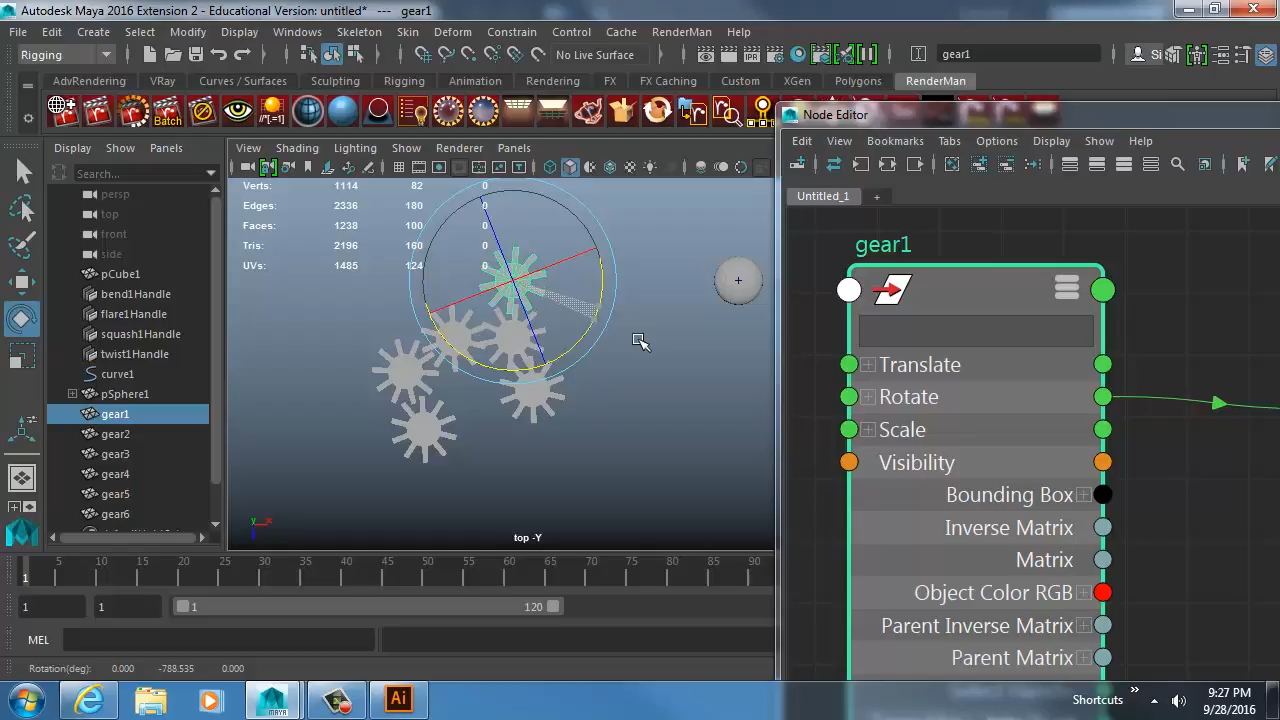 Autodesk Maya 2016 Extension 2 - Educational Version: untitled*   ---   gear1
File Edit Create Select Modify Display Windows Skeleton Skin Deform Constrain Control Cache RenderMan Help
Rigging No Live Surface gear1 Si
AdvRendering VRay Curves / Surfaces Sculpting Rigging Animation Rendering FX FX Caching Custom XGen Polygons RenderMan
Batch //*[.=1]
Node Editor
Display Show Panels View Shading Lighting Show Renderer Panels
Edit View Bookmarks Tabs Options Display Show Help
Search...
Untitled_1 +
persp
top
front
side
pCube1
bend1Handle
flare1Handle
squash1Handle
twist1Handle
curve1
pSphere1
gear1
gear2
gear3
gear4
gear5
gear6
Verts: 1114 82 0
Edges: 2336 180 0
Faces: 1238 100 0
Tris: 2196 160 0
UVs: 1485 124 0
y x
top -Y
gear1
Translate
Rotate
Scale
Visibility
Bounding Box
Inverse Matrix
Matrix
Object Color RGB
Parent Inverse Matrix
Parent Matrix
1 5 10 15 20 25 30 35 40 45 50 55 60 65 70 75 80 85 90
1 1 1 120
MEL
Rotation(deg): 0.000 -788.535 0.000
MAYA Ai Shortcuts » 9:27 PM
9/28/2016